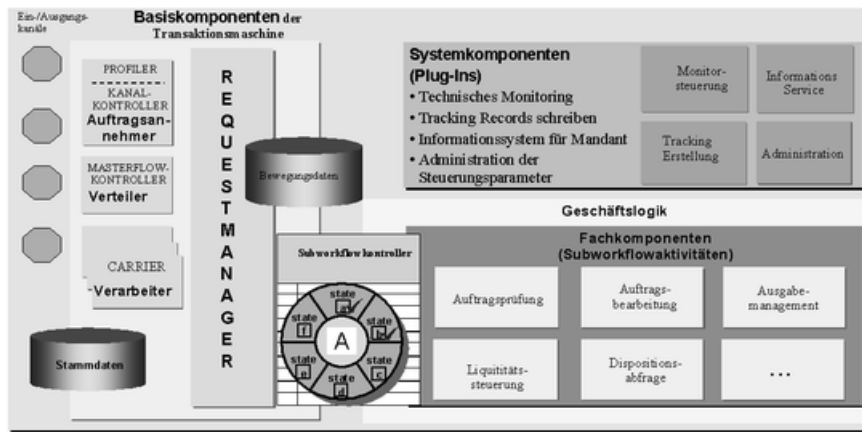 Ein-/Ausgangs-
kanäle
Basiskomponenten der
Transaktionsmaschine
PROFILER
KANAL-
KONTROLLER
Auftragsan-
nehmer
MASTERFLOW-
KONTROLLER
Verteiler
CARRIER
Verarbeiter
Stammdaten
REQUESTMANAGER
Bewegungsdaten
Systemkomponenten
(Plug-Ins)
• Technisches Monitoring
• Tracking Records schreiben
• Informationssystem für Mandant
• Administration der
Steuerungsparameter
Monitor-
steuerung
Informations
Service
Tracking
Erstellung
Administration
Geschäftslogik
Subworkflowkontroller
state
a
state
b
state
c
state
d
state
e
state
f
A
Fachkomponenten
(Subworkflowaktivitäten)
Auftragsprüfung
Auftrags-
bearbeitung
Ausgabe-
management
Liquititäts-
steuerung
Dispositions-
abfrage
...